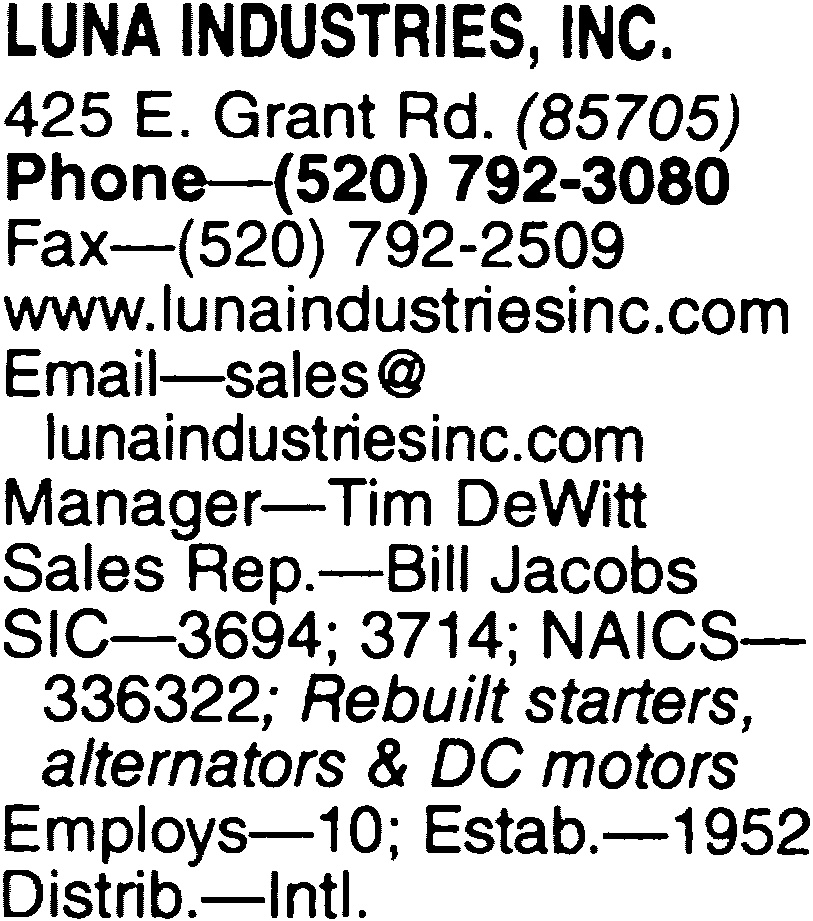 LUNA INDUSTRIES, INC.
425 E. Grant Rd. (85705)
Phone—(520) 792-3080
Fax—(520) 792-2509
www.lunaindustriesinc.com
Email—sales@
lunaindustriesinc.com
Manager—Tim DeWitt
Sales Rep.—Bill Jacobs
SIC—3694; 3714; NAICS—
336322; Rebuilt starters,
alternators & DC motors
Employs—10; Estab.—1952
Distrib.—Intl.